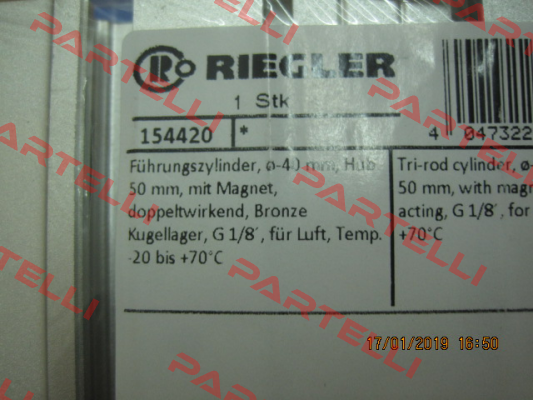 RIEGLER
1 Stk
154420 *
4 047322
Führungszylinder, ø-40 mm, Hub
50 mm, mit Magnet,
doppeltwirkend, Bronze
Kugellager, G 1/8´, für Luft, Temp.
-20 bis +70°C
Tri-rod cylinder, ø-
50 mm, with magn
acting, G 1/8´, for
+70°C
17/01/2019 16:50
PARTELLI
PARTELLI
PARTELLI
PARTELLI
PARTELLI